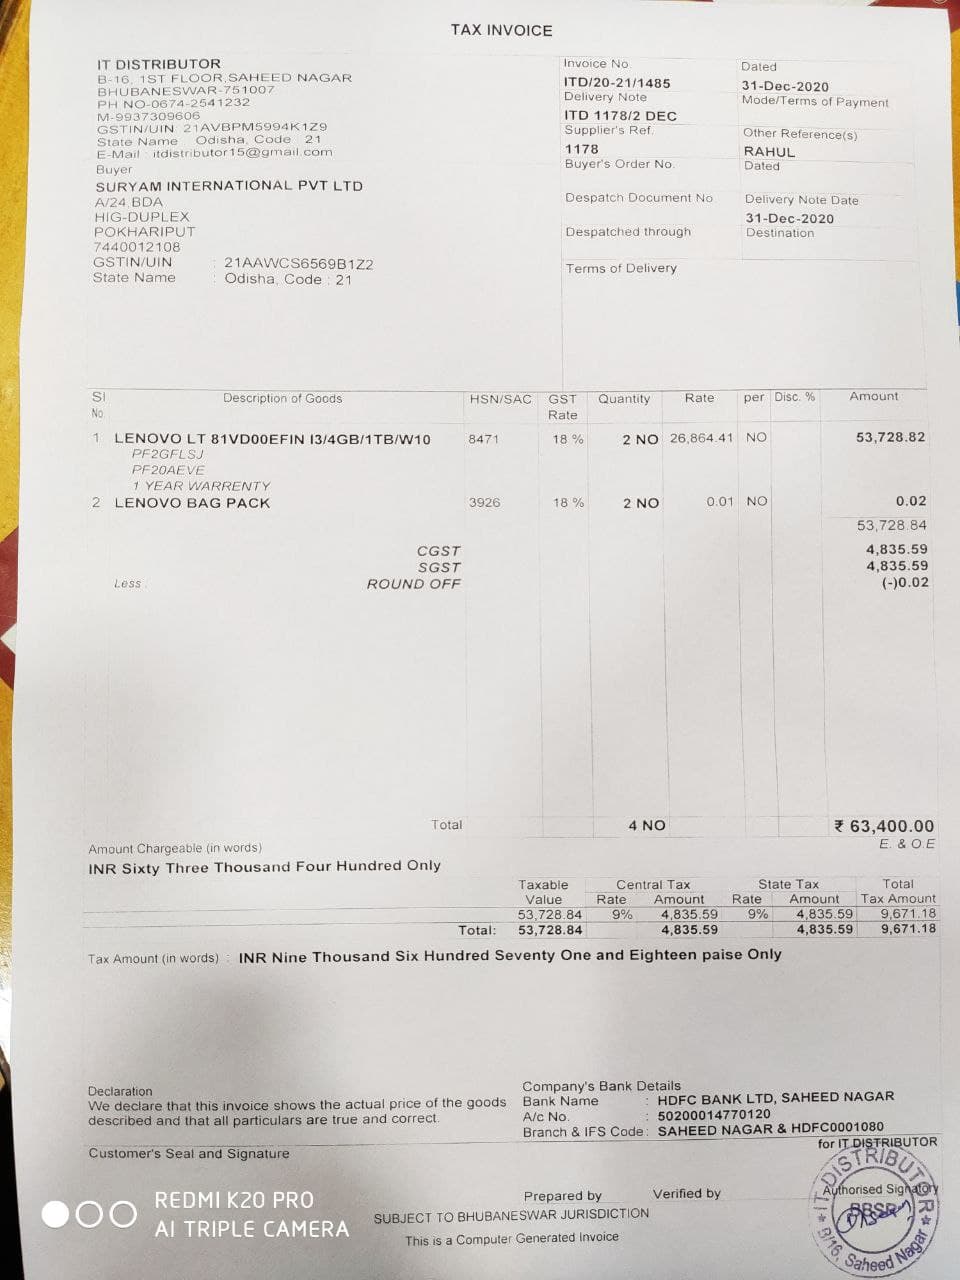 TAX INVOICE
IT DISTRIBUTOR
B-16, 1ST FLOOR,SAHEED NAGAR
BHUBANESWAR-751007
PH NO-0674-2541232
M-9937309606
GSTIN/UIN: 21AVBPM5994K1Z9
State Name Odisha, Code : 21
E-Mail : itdistributor15@gmail.com
Buyer
SURYAM INTERNATIONAL PVT LTD
A/24,BDA
HIG-DUPLEX
POKHARIPUT
7440012108
GSTIN/UIN : 21AAWCS6569B1Z2
State Name : Odisha, Code : 21
Invoice No. Dated
ITD/20-21/1485 31-Dec-2020
Delivery Note Mode/Terms of Payment
ITD 1178/2 DEC
Supplier's Ref. Other Reference(s)
1178 RAHUL
Buyer's Order No. Dated
Despatch Document No. Delivery Note Date
31-Dec-2020
Despatched through Destination
Terms of Delivery
Sl No. Description of Goods HSN/SAC GST Rate Quantity Rate per Disc. % Amount
1 LENOVO LT 81VD00EFIN I3/4GB/1TB/W10 8471 18 % 2 NO 26,864.41 NO 53,728.82
PF2GFLSJ
PF20AEVE
1 YEAR WARRENTY
2 LENOVO BAG PACK 3926 18 % 2 NO 0.01 NO 0.02
53,728.84
CGST 4,835.59
SGST 4,835.59
Less : ROUND OFF (-)0.02
Total 4 NO ₹ 63,400.00
Amount Chargeable (in words) E. & O.E
INR Sixty Three Thousand Four Hundred Only
Taxable Value Central Tax Rate Amount State Tax Rate Amount Total Tax Amount
53,728.84 9% 4,835.59 9% 4,835.59 9,671.18
Total: 53,728.84 4,835.59 4,835.59 9,671.18
Tax Amount (in words) : INR Nine Thousand Six Hundred Seventy One and Eighteen paise Only
Declaration
We declare that this invoice shows the actual price of the goods
described and that all particulars are true and correct.
Company's Bank Details
Bank Name : HDFC BANK LTD, SAHEED NAGAR
A/c No. : 50200014770120
Branch & IFS Code : SAHEED NAGAR & HDFC0001080
Customer's Seal and Signature
for IT DISTRIBUTOR
Prepared by Verified by Authorised Signatory
SUBJECT TO BHUBANESWAR JURISDICTION
This is a Computer Generated Invoice
IT DISTRIBUTOR
BBSR
B/16, Saheed Nagar
REDMI K20 PRO
AI TRIPLE CAMERA